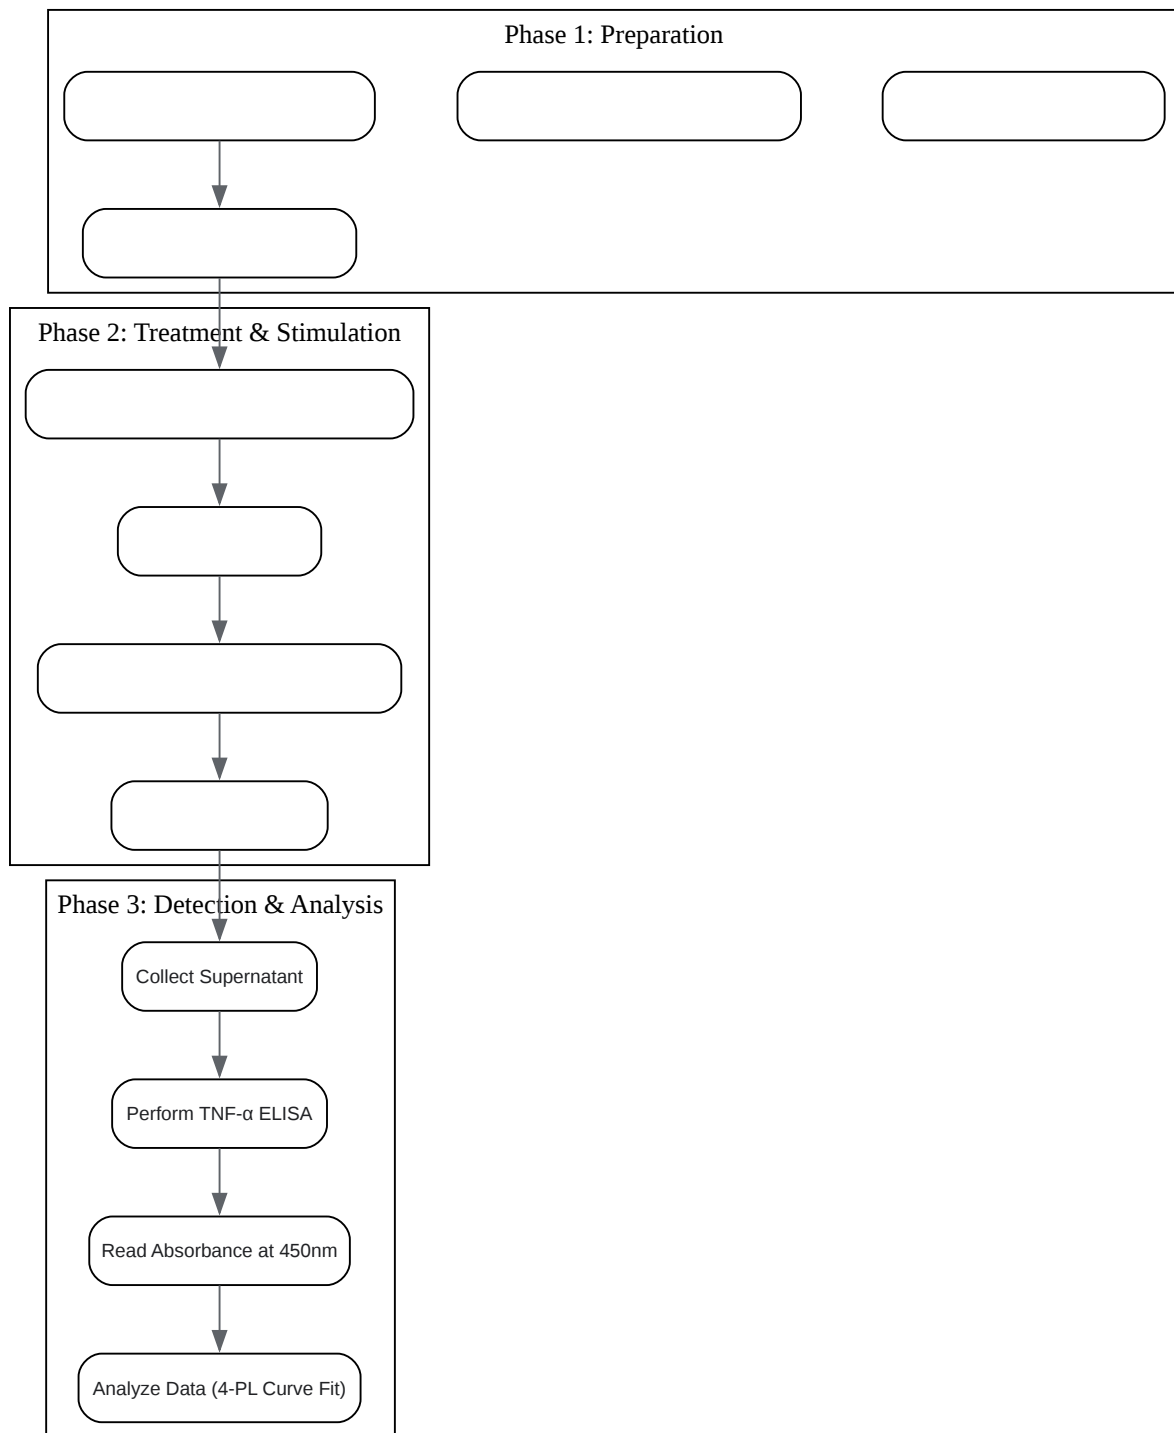 Phase 1: Preparation
Phase 2: Treatment & Stimulation
Phase 3: Detection & Analysis
Collect Supernatant
Perform TNF-α ELISA
Read Absorbance at 450nm
Analyze Data (4-PL Curve Fit)